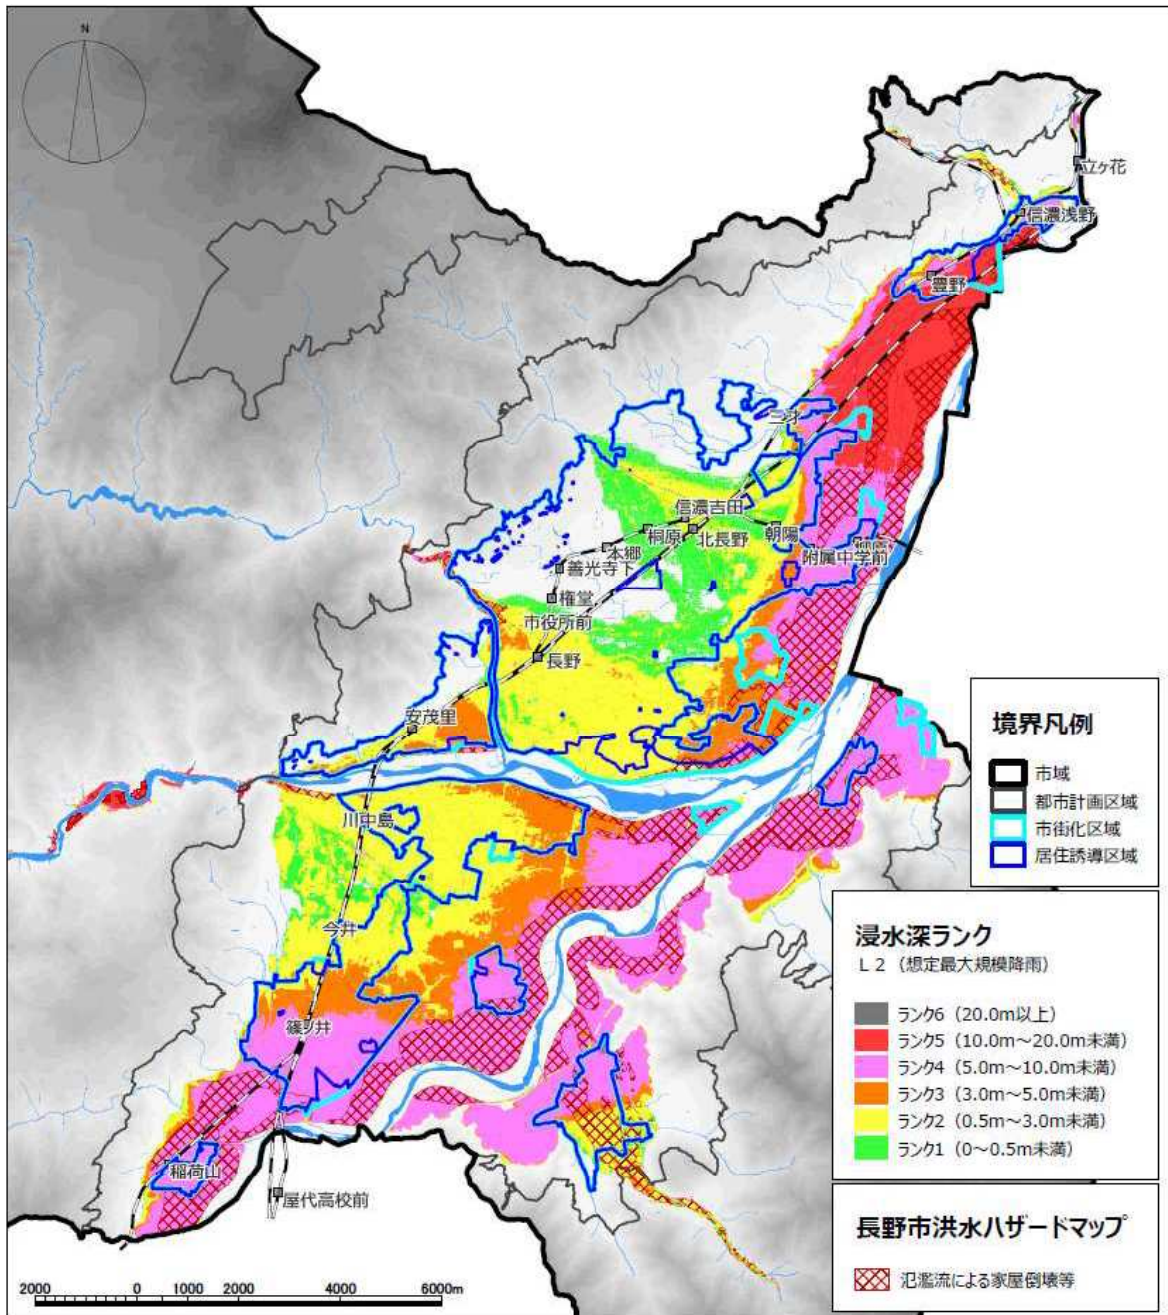 N
立ヶ花
信濃浅野
豊野
三才
信濃吉田
朝陽
桐原
北長野
本郷
附属中学前
善光寺下
権堂
市役所前
長野
安茂里
川中島
今井
篠ノ井
稲荷山
屋代高校前
境界凡例
市域
都市計画区域
市街化区域
居住誘導区域
浸水深ランク
L2（想定最大規模降雨）
ランク6（20.0m以上）
ランク5（10.0m～20.0m未満）
ランク4（5.0m～10.0m未満）
ランク3（3.0m～5.0m未満）
ランク2（0.5m～3.0m未満）
ランク1（0～0.5m未満）
長野市洪水ハザードマップ
氾濫流による家屋倒壊等
2000 0 2000 4000 6000m